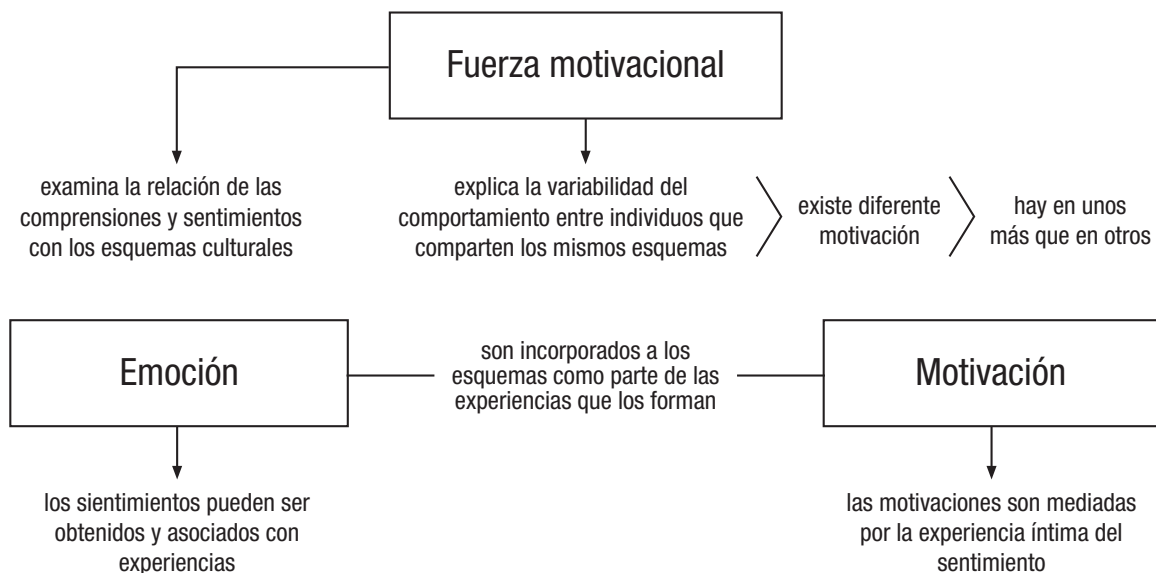 Fuerza motivacional
examina la relación de las
comprensiones y sentimientos
con los esquemas culturales
explica la variabilidad del
comportamiento entre individuos que
comparten los mismos esquemas
existe diferente
motivación
hay en unos
más que en otros
Emoción
son incorporados a los
esquemas como parte de las
experiencias que los forman
Motivación
los sientimientos pueden ser
obtenidos y asociados con
experiencias
las motivaciones son mediadas
por la experiencia íntima del
sentimiento